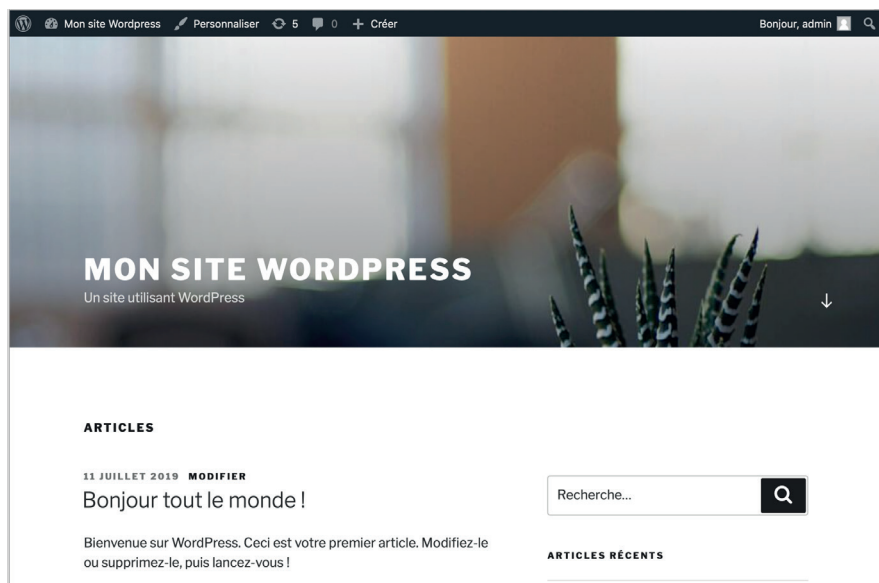 Mon site Wordpress Personnaliser 5 0 + Créer Bonjour, admin
MON SITE WORDPRESS
Un site utilisant WordPress
ARTICLES
11 JUILLET 2019 MODIFIER
Bonjour tout le monde !
Bienvenue sur WordPress. Ceci est votre premier article. Modifiez-le
ou supprimez-le, puis lancez-vous !
Recherche...
ARTICLES RÉCENTS